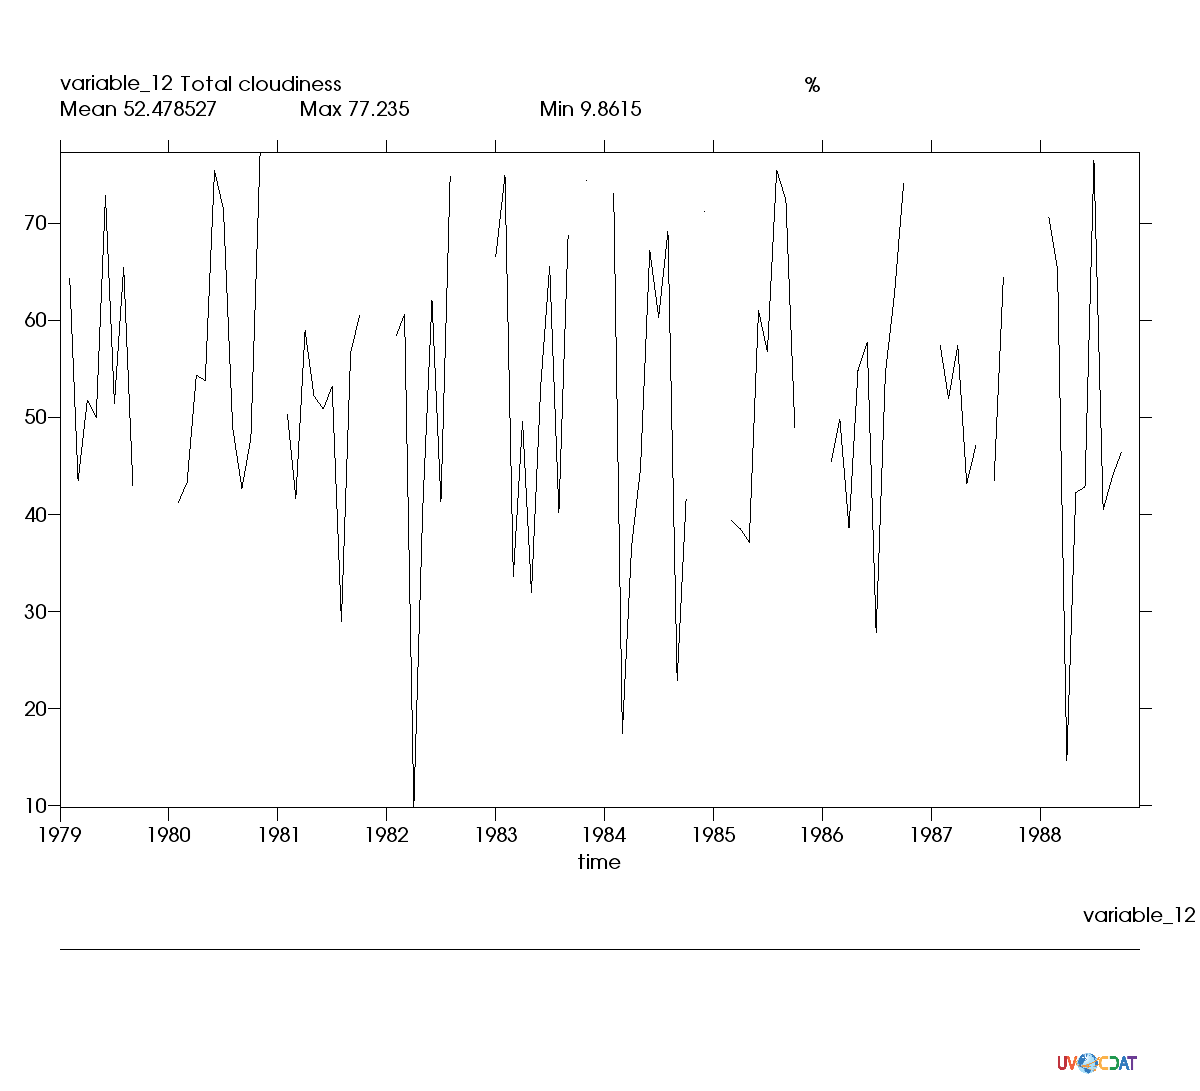 variable_12 Total cloudiness %
Mean 52.478527 Max 77.235 Min 9.8615
70
60
50
40
30
20
10
1979 1980 1981 1982 1983 1984 1985 1986 1987 1988
time
variable_12
UV CDAT